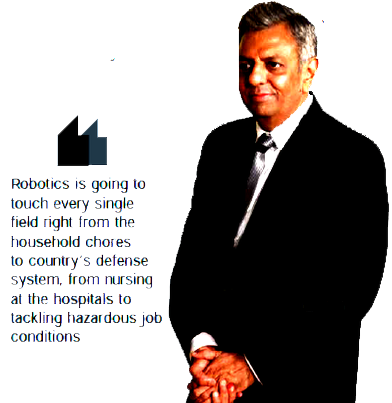 Robotics is going to
touch every single
field right from the
household chores
to country's defense
system, from nursing
at the hospitals to
tackling hazardous job
conditions